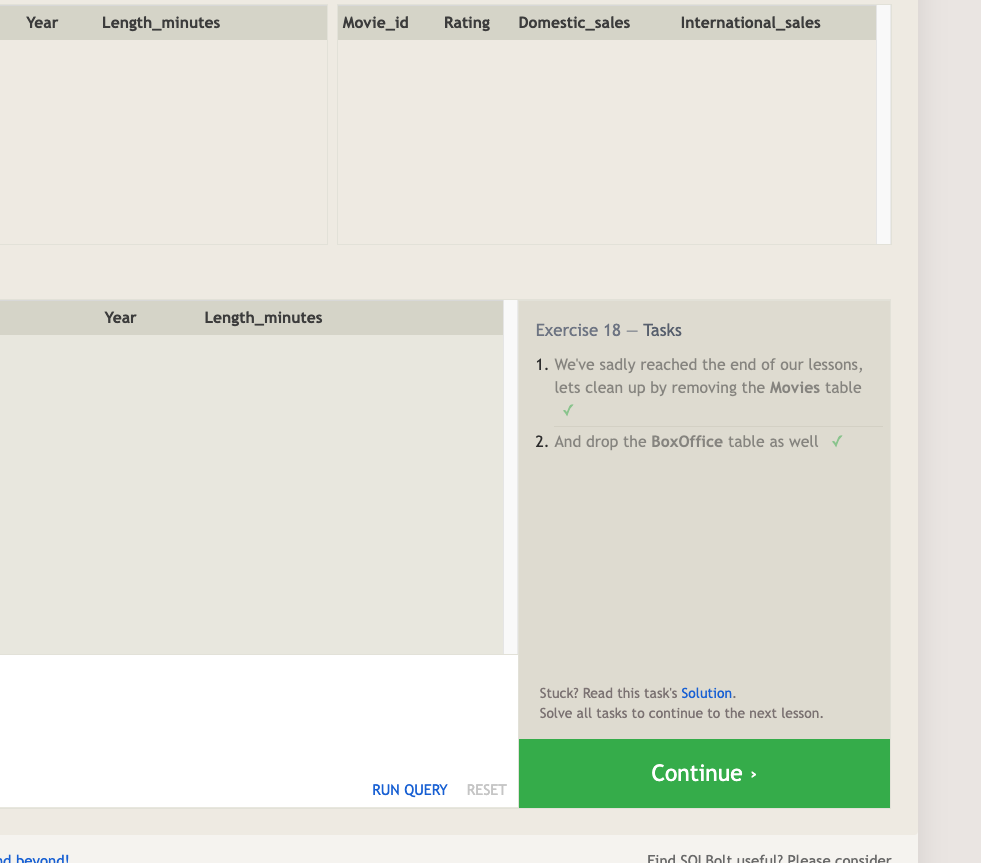 Year Length_minutes
Movie_id Rating Domestic_sales International_sales
Year Length_minutes
Exercise 18 — Tasks
1. We've sadly reached the end of our lessons,
lets clean up by removing the Movies table
✓
2. And drop the BoxOffice table as well ✓
Stuck? Read this task's Solution.
Solve all tasks to continue to the next lesson.
RUN QUERY RESET
Continue ›
nd beyond!
Find SQLBolt useful? Please consider